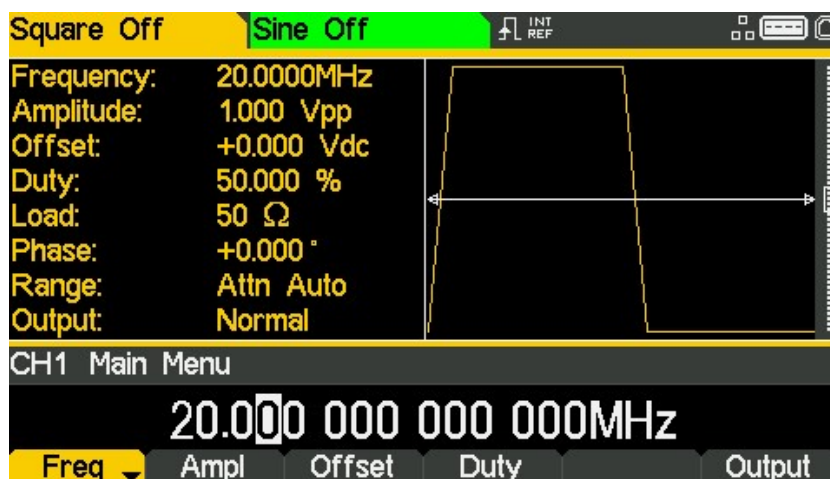 Square Off Sine Off INT REF
Frequency: 20.0000MHz
Amplitude: 1.000 Vpp
Offset: +0.000 Vdc
Duty: 50.000 %
Load: 50 Ω
Phase: +0.000°
Range: Attn Auto
Output: Normal
CH1 Main Menu
20.000 000 000 000MHz
Freq Ampl Offset Duty Output